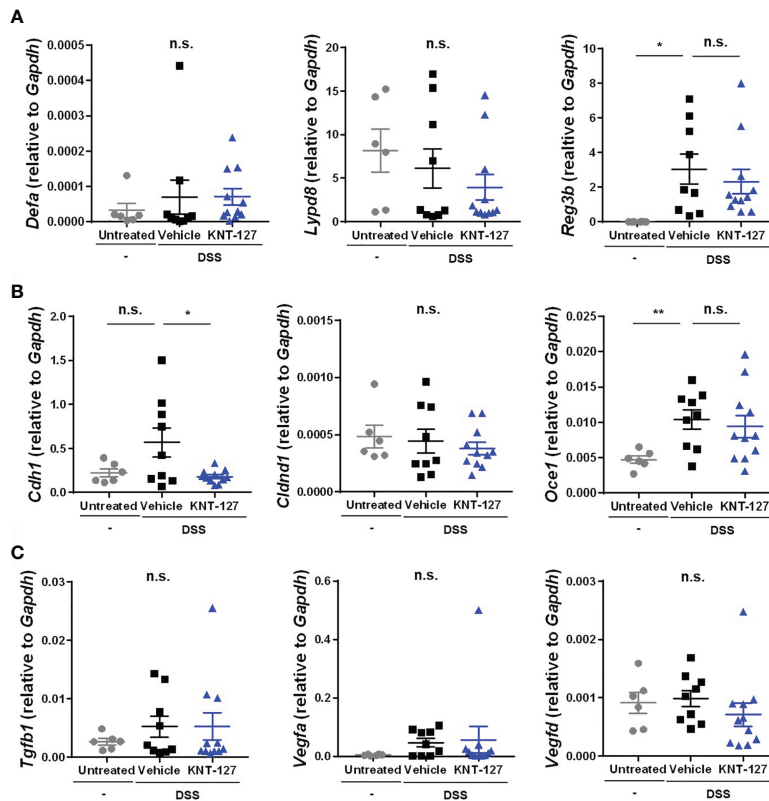 A
Defa (relative to Gapdh)
0.0005
0.0004
0.0003
0.0002
0.0001
0.0000
n.s.
Untreated Vehicle KNT-127
- DSS
Lypd8 (realtive to Gapdh)
20
15
10
5
0
n.s.
Untreated Vehicle KNT-127
- DSS
Reg3b (relative to Gapdh)
10
8
6
4
2
0
* n.s.
Untreated Vehicle KNT-127
- DSS
B
Cdh1 (relative to Gapdh)
2.0
1.5
1.0
0.5
0.0
n.s. *
Untreated Vehicle KNT-127
- DSS
Cldnd1 (relative to Gapdh)
0.0015
0.0010
0.0005
0.0000
n.s.
Untreated Vehicle KNT-127
- DSS
Oce1 (relative to Gapdh)
0.025
0.020
0.015
0.010
0.005
0.000
** n.s.
Untreated Vehicle KNT-127
- DSS
C
Tgfb1 (relative to Gapdh)
0.03
0.02
0.01
0.00
n.s.
Untreated Vehicle KNT-127
- DSS
Vegfa (relative to Gapdh)
0.6
0.4
0.2
0.0
n.s.
Untreated Vehicle KNT-127
- DSS
Vegfd (relative to Gapdh)
0.003
0.002
0.001
0.000
n.s.
Untreated Vehicle KNT-127
- DSS